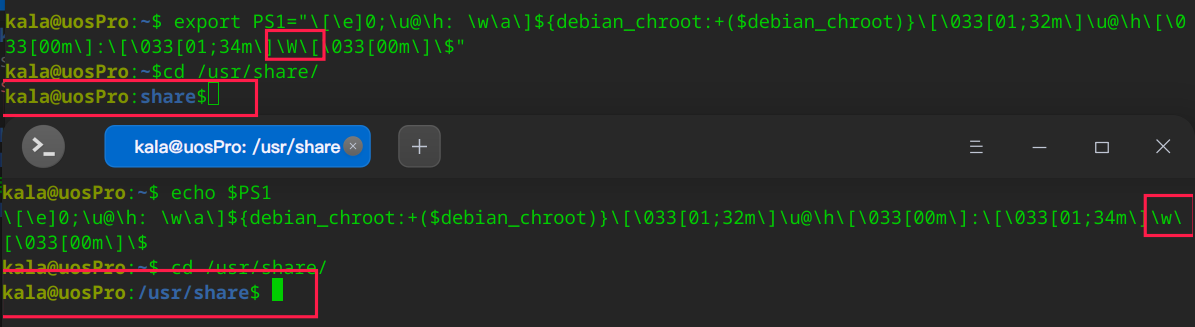 kala@uosPro:~$ export PS1="\[\e]0;\u@\h: \w\a\]${debian_chroot:+($debian_chroot)}\[\033[01;32m\]\u@\h\[\0
33[00m\]:\[\033[01;34m\]\W\[\033[00m\]\$"
kala@uosPro:~$cd /usr/share/
kala@uosPro:share$
>_
kala@uosPro: /usr/share
kala@uosPro:~$ echo $PS1
\[\e]0;\u@\h: \w\a\]${debian_chroot:+($debian_chroot)}\[\033[01;32m\]\u@\h\[\033[00m\]:\[\033[01;34m\]\w\
[\033[00m\]\$
kala@uosPro:~$ cd /usr/share/
kala@uosPro:/usr/share$